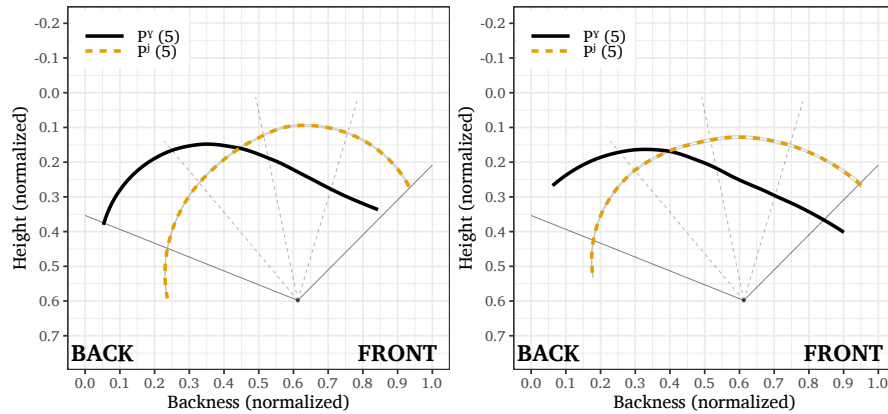 -0.2
-0.1
0.0
0.1
0.2
0.3
0.4
0.5
0.6
0.7
Height (normalized)
Pˠ (5)
Pʲ (5)
BACK FRONT
0.0 0.1 0.2 0.3 0.4 0.5 0.6 0.7 0.8 0.9 1.0
Backness (normalized)
-0.2
-0.1
0.0
0.1
0.2
0.3
0.4
0.5
0.6
0.7
Height (normalized)
Pˠ (5)
Pʲ (5)
BACK FRONT
0.0 0.1 0.2 0.3 0.4 0.5 0.6 0.7 0.8 0.9 1.0
Backness (normalized)